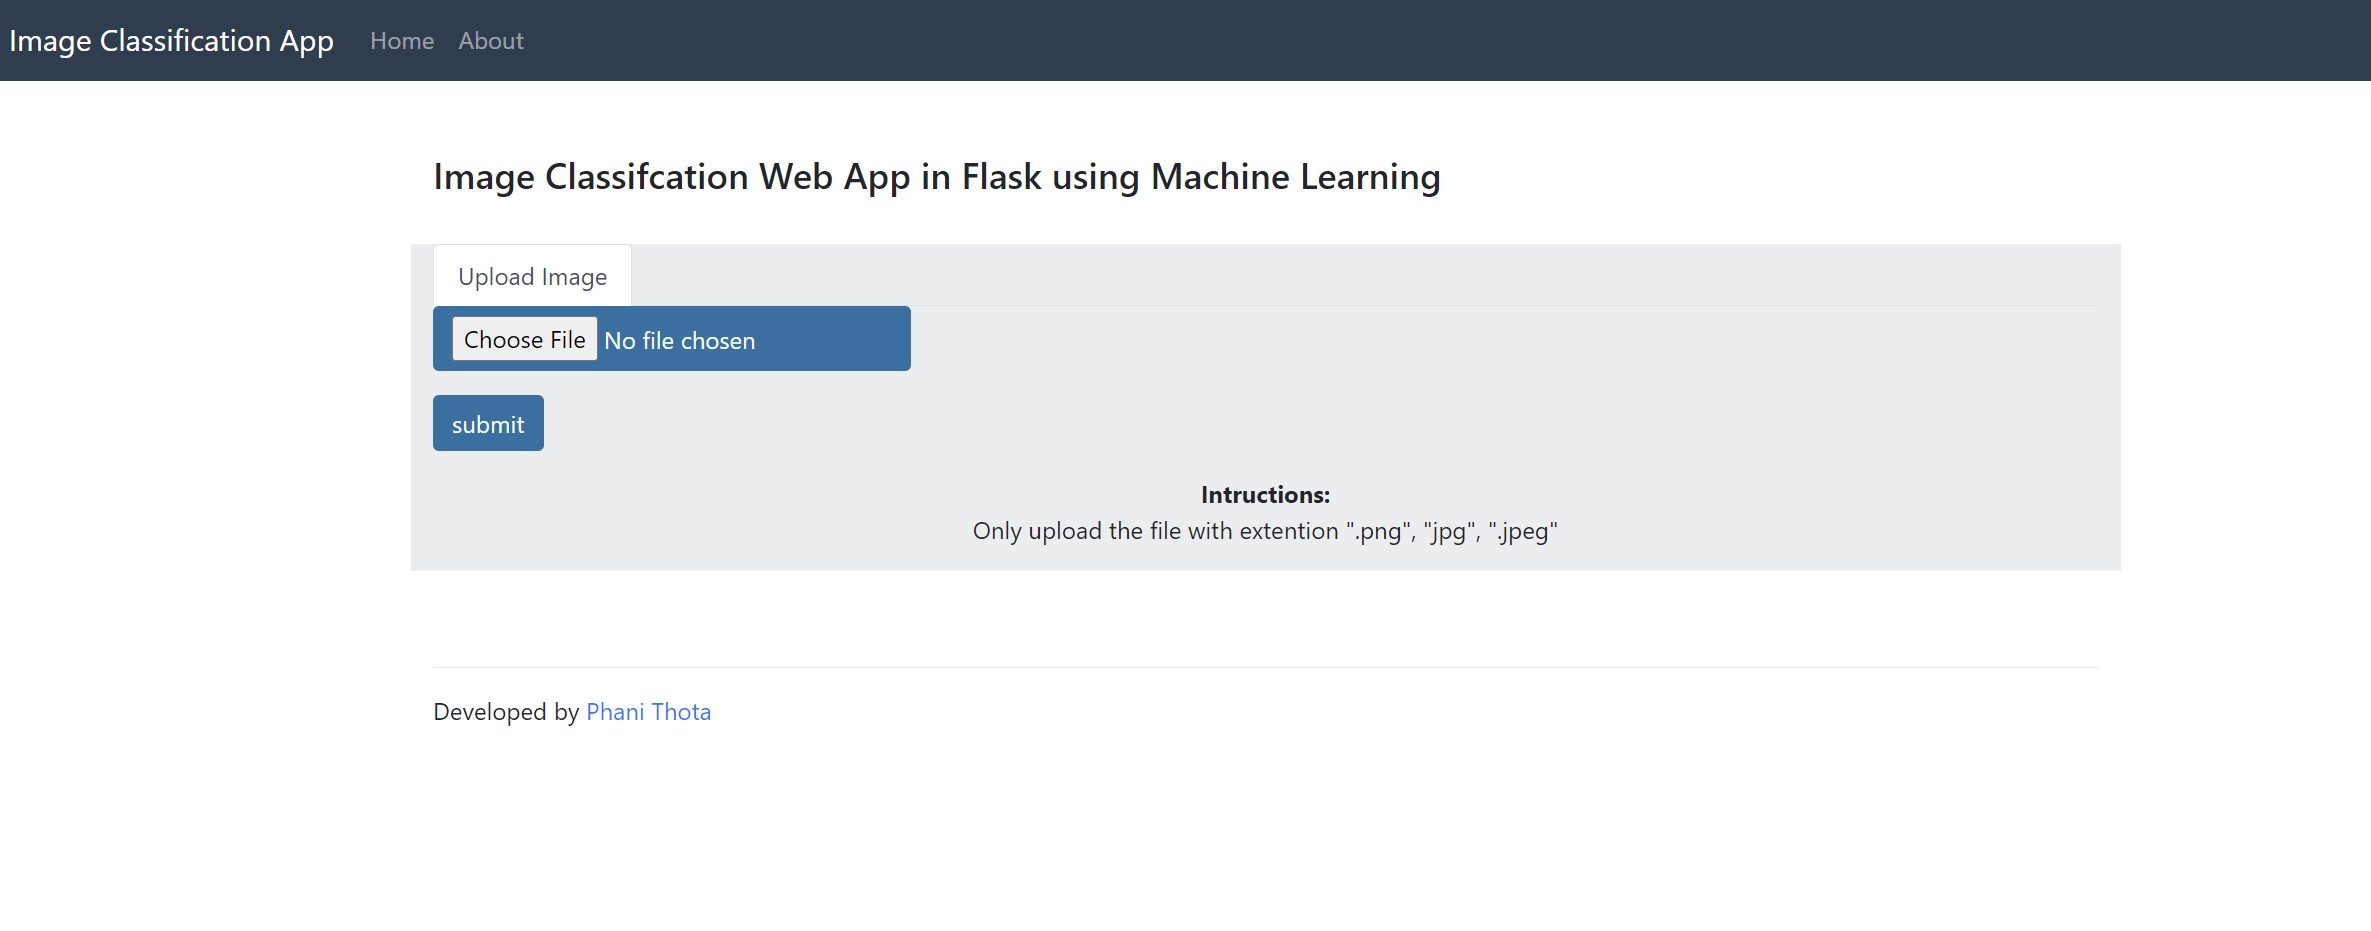 Image Classification App Home About
Image Classifcation Web App in Flask using Machine Learning
Upload Image
Choose File No file chosen
submit
Intructions:
Only upload the file with extention ".png", "jpg", ".jpeg"
Developed by Phani Thota